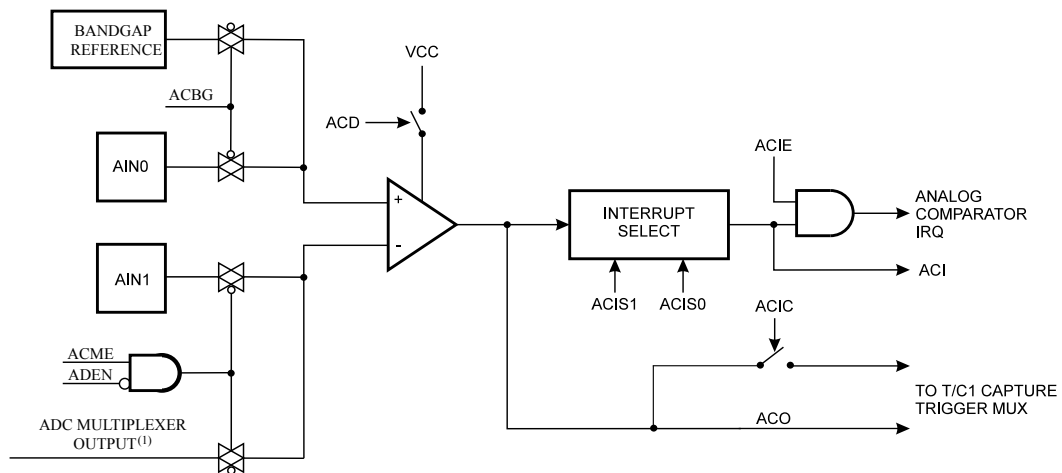 BANDGAP
REFERENCE
ACBG
AIN0
AIN1
ACME
ADEN
ADC MULTIPLEXER
OUTPUT(1)
VCC
ACD
+
-
INTERRUPT
SELECT
ACIS1
ACIS0
ACIE
ANALOG
COMPARATOR
IRQ
ACI
ACIC
TO T/C1 CAPTURE
TRIGGER MUX
ACO